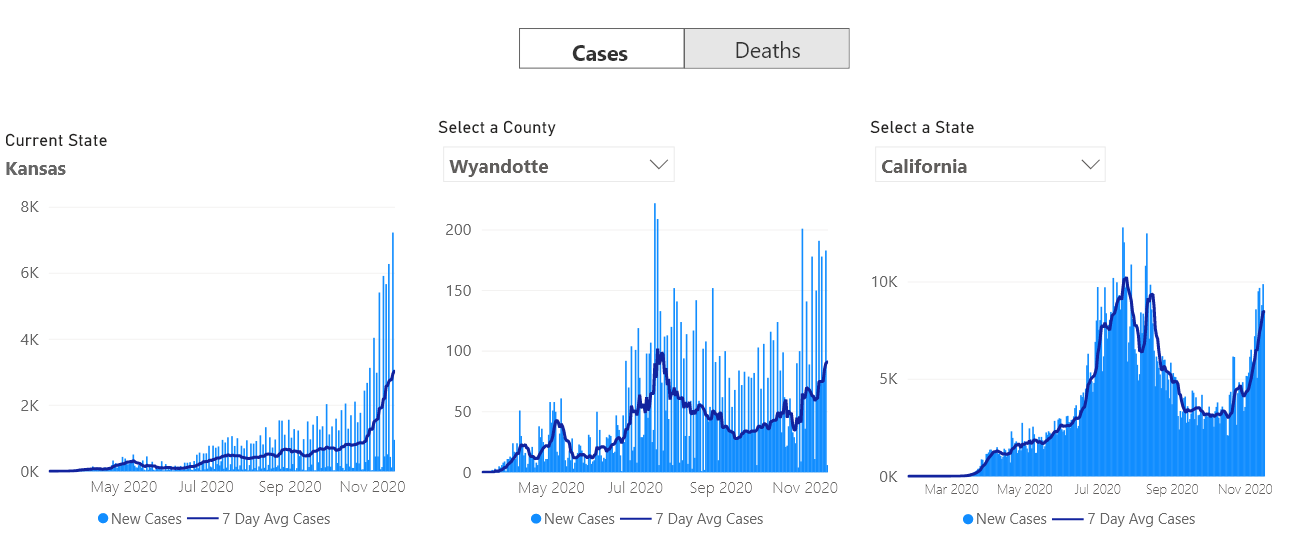 Cases
Deaths
Current State
Kansas
8K
6K
4K
2K
0K
May 2020 Jul 2020 Sep 2020 Nov 2020
New Cases 7 Day Avg Cases
Select a County
Wyandotte
200
150
100
50
0
May 2020 Jul 2020 Sep 2020 Nov 2020
New Cases 7 Day Avg Cases
Select a State
California
10K
5K
0K
Mar 2020 May 2020 Jul 2020 Sep 2020 Nov 2020
New Cases 7 Day Avg Cases